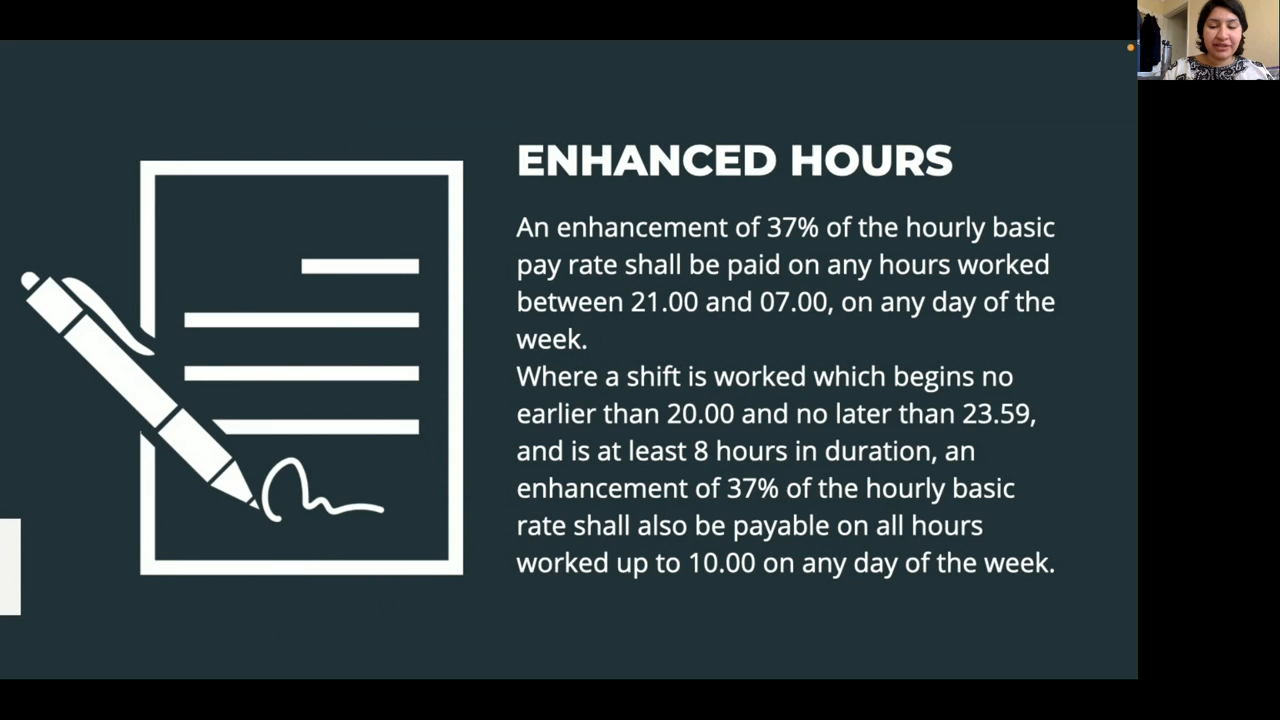 ENHANCED HOURS
An enhancement of 37% of the hourly basic
pay rate shall be paid on any hours worked
between 21.00 and 07.00, on any day of the
week.
Where a shift is worked which begins no
earlier than 20.00 and no later than 23.59,
and is at least 8 hours in duration, an
enhancement of 37% of the hourly basic
rate shall also be payable on all hours
worked up to 10.00 on any day of the week.